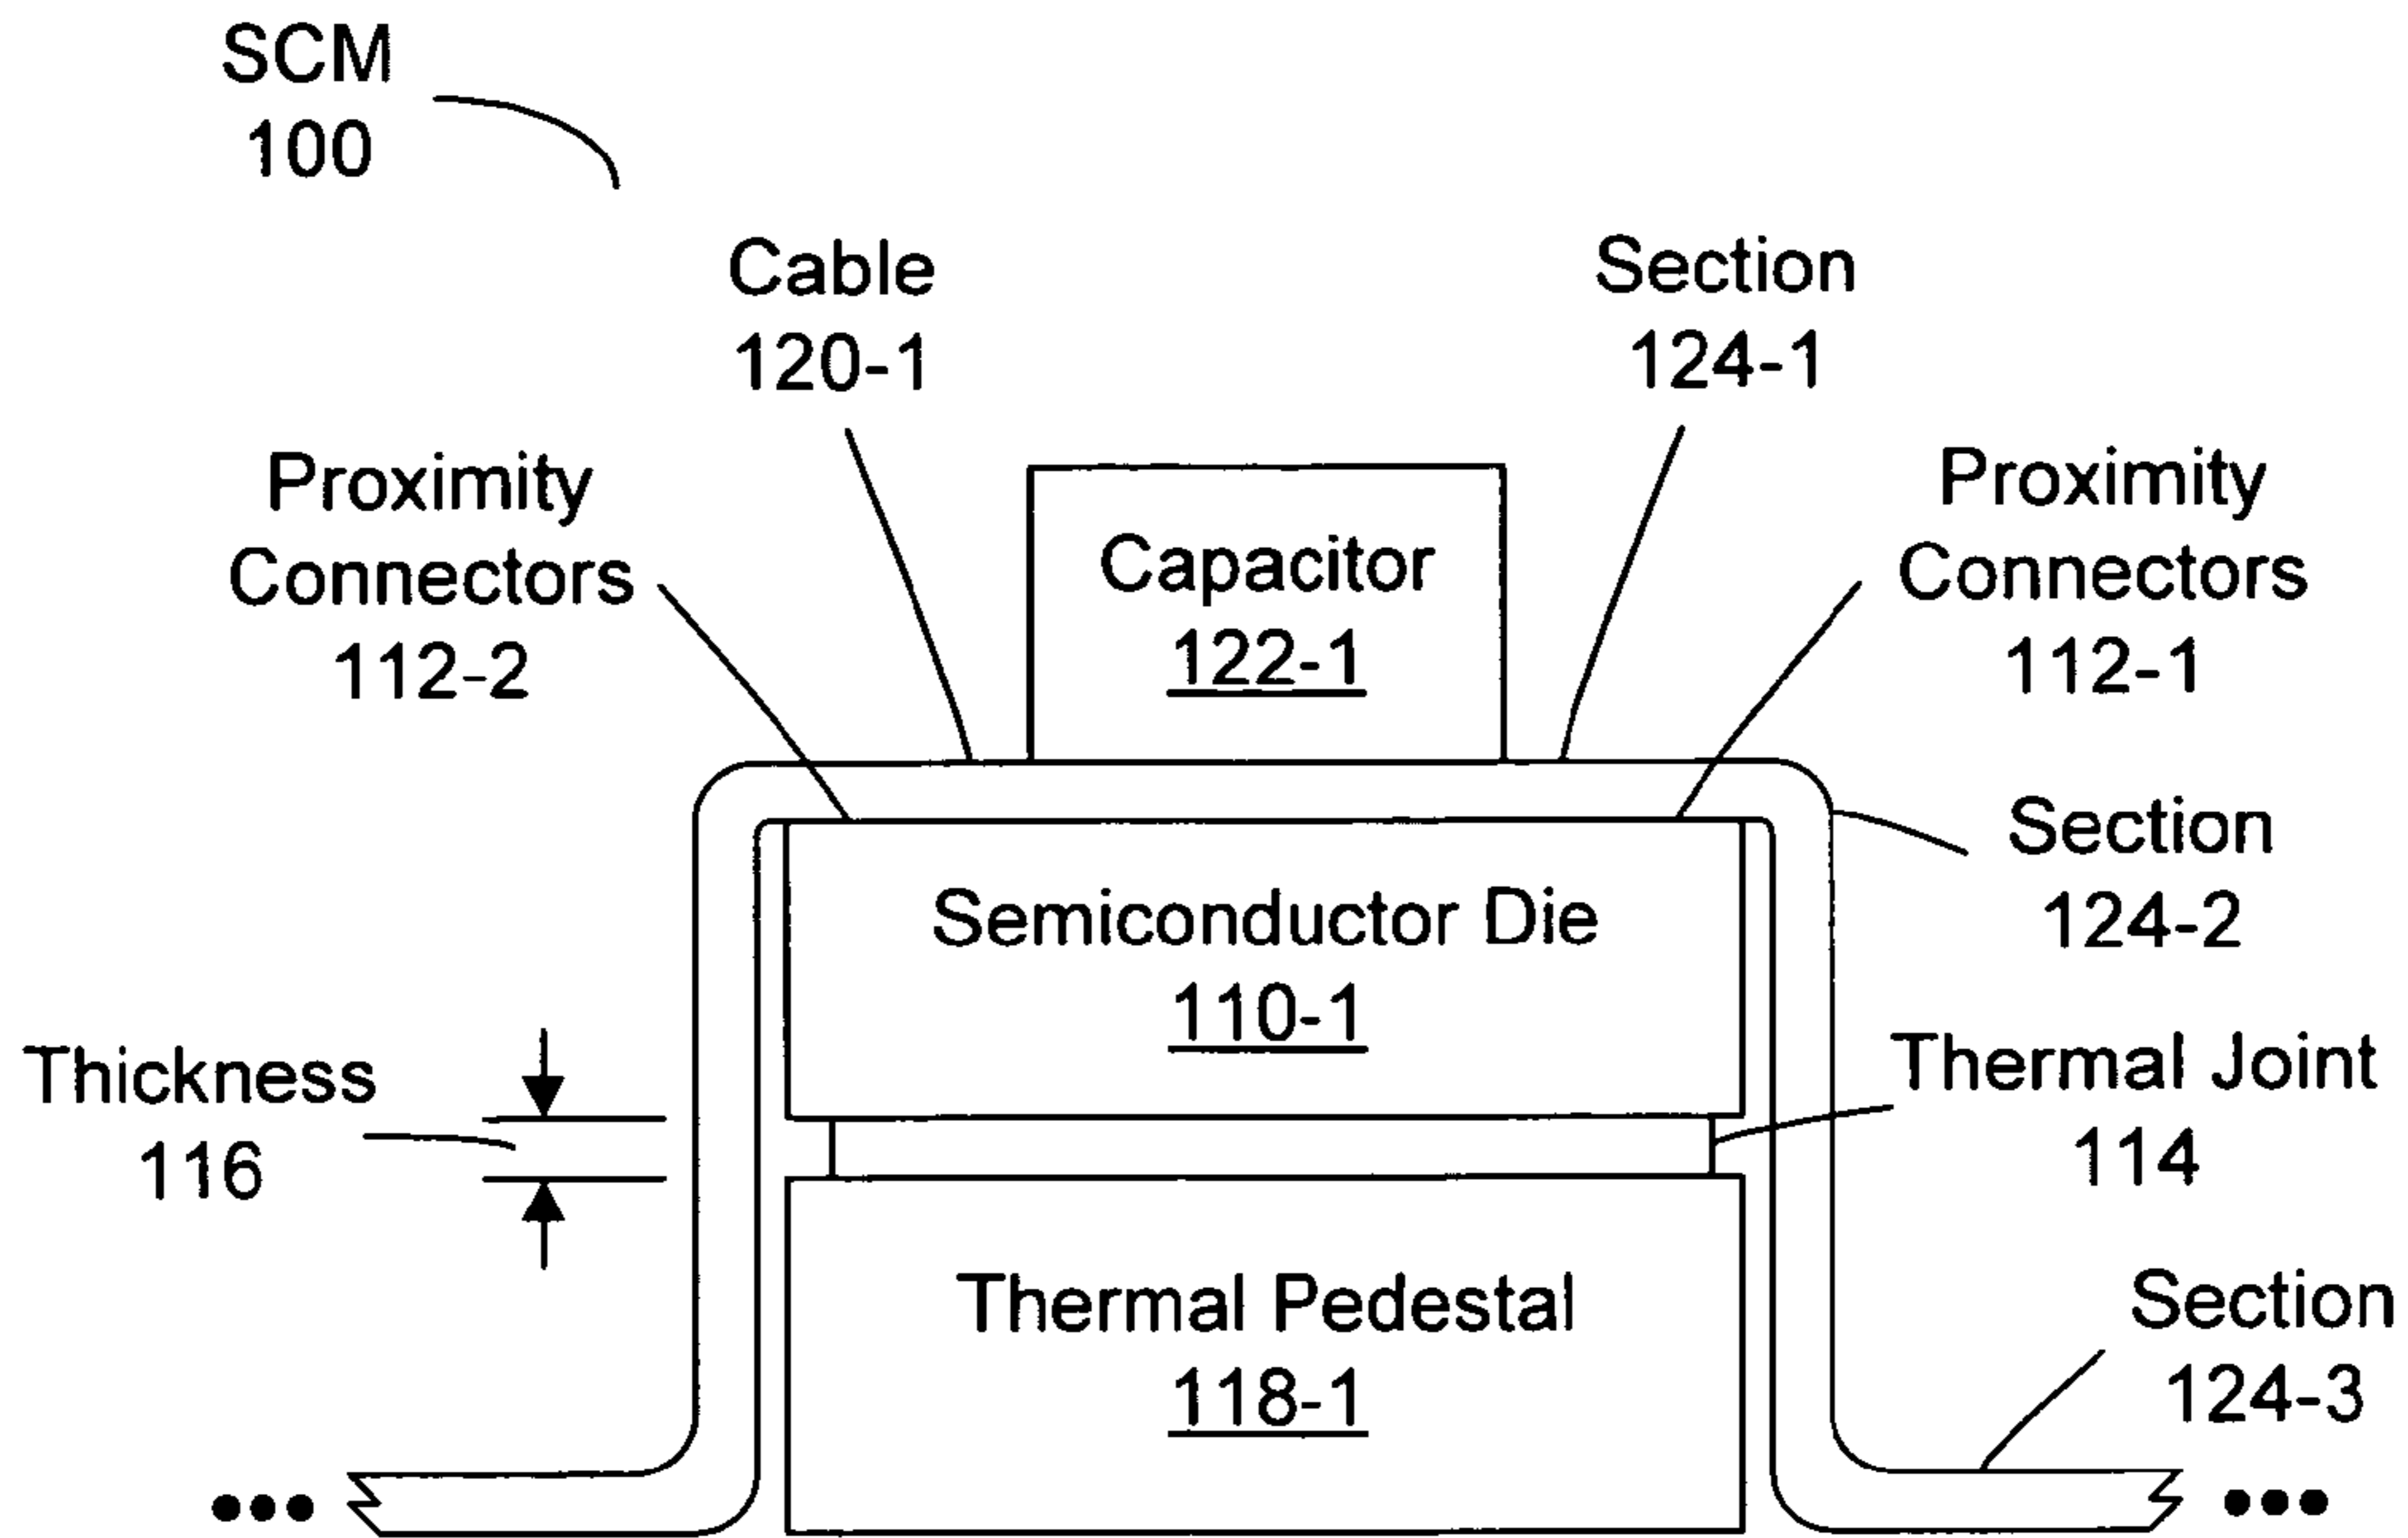 SCM
100
Cable
120-1
Section
124-1
Proximity
Connectors
112-2
Capacitor
122-1
Proximity
Connectors
112-1
Section
124-2
Semiconductor Die
110-1
Thickness
116
Thermal Joint
114
Thermal Pedestal
118-1
Section
124-3